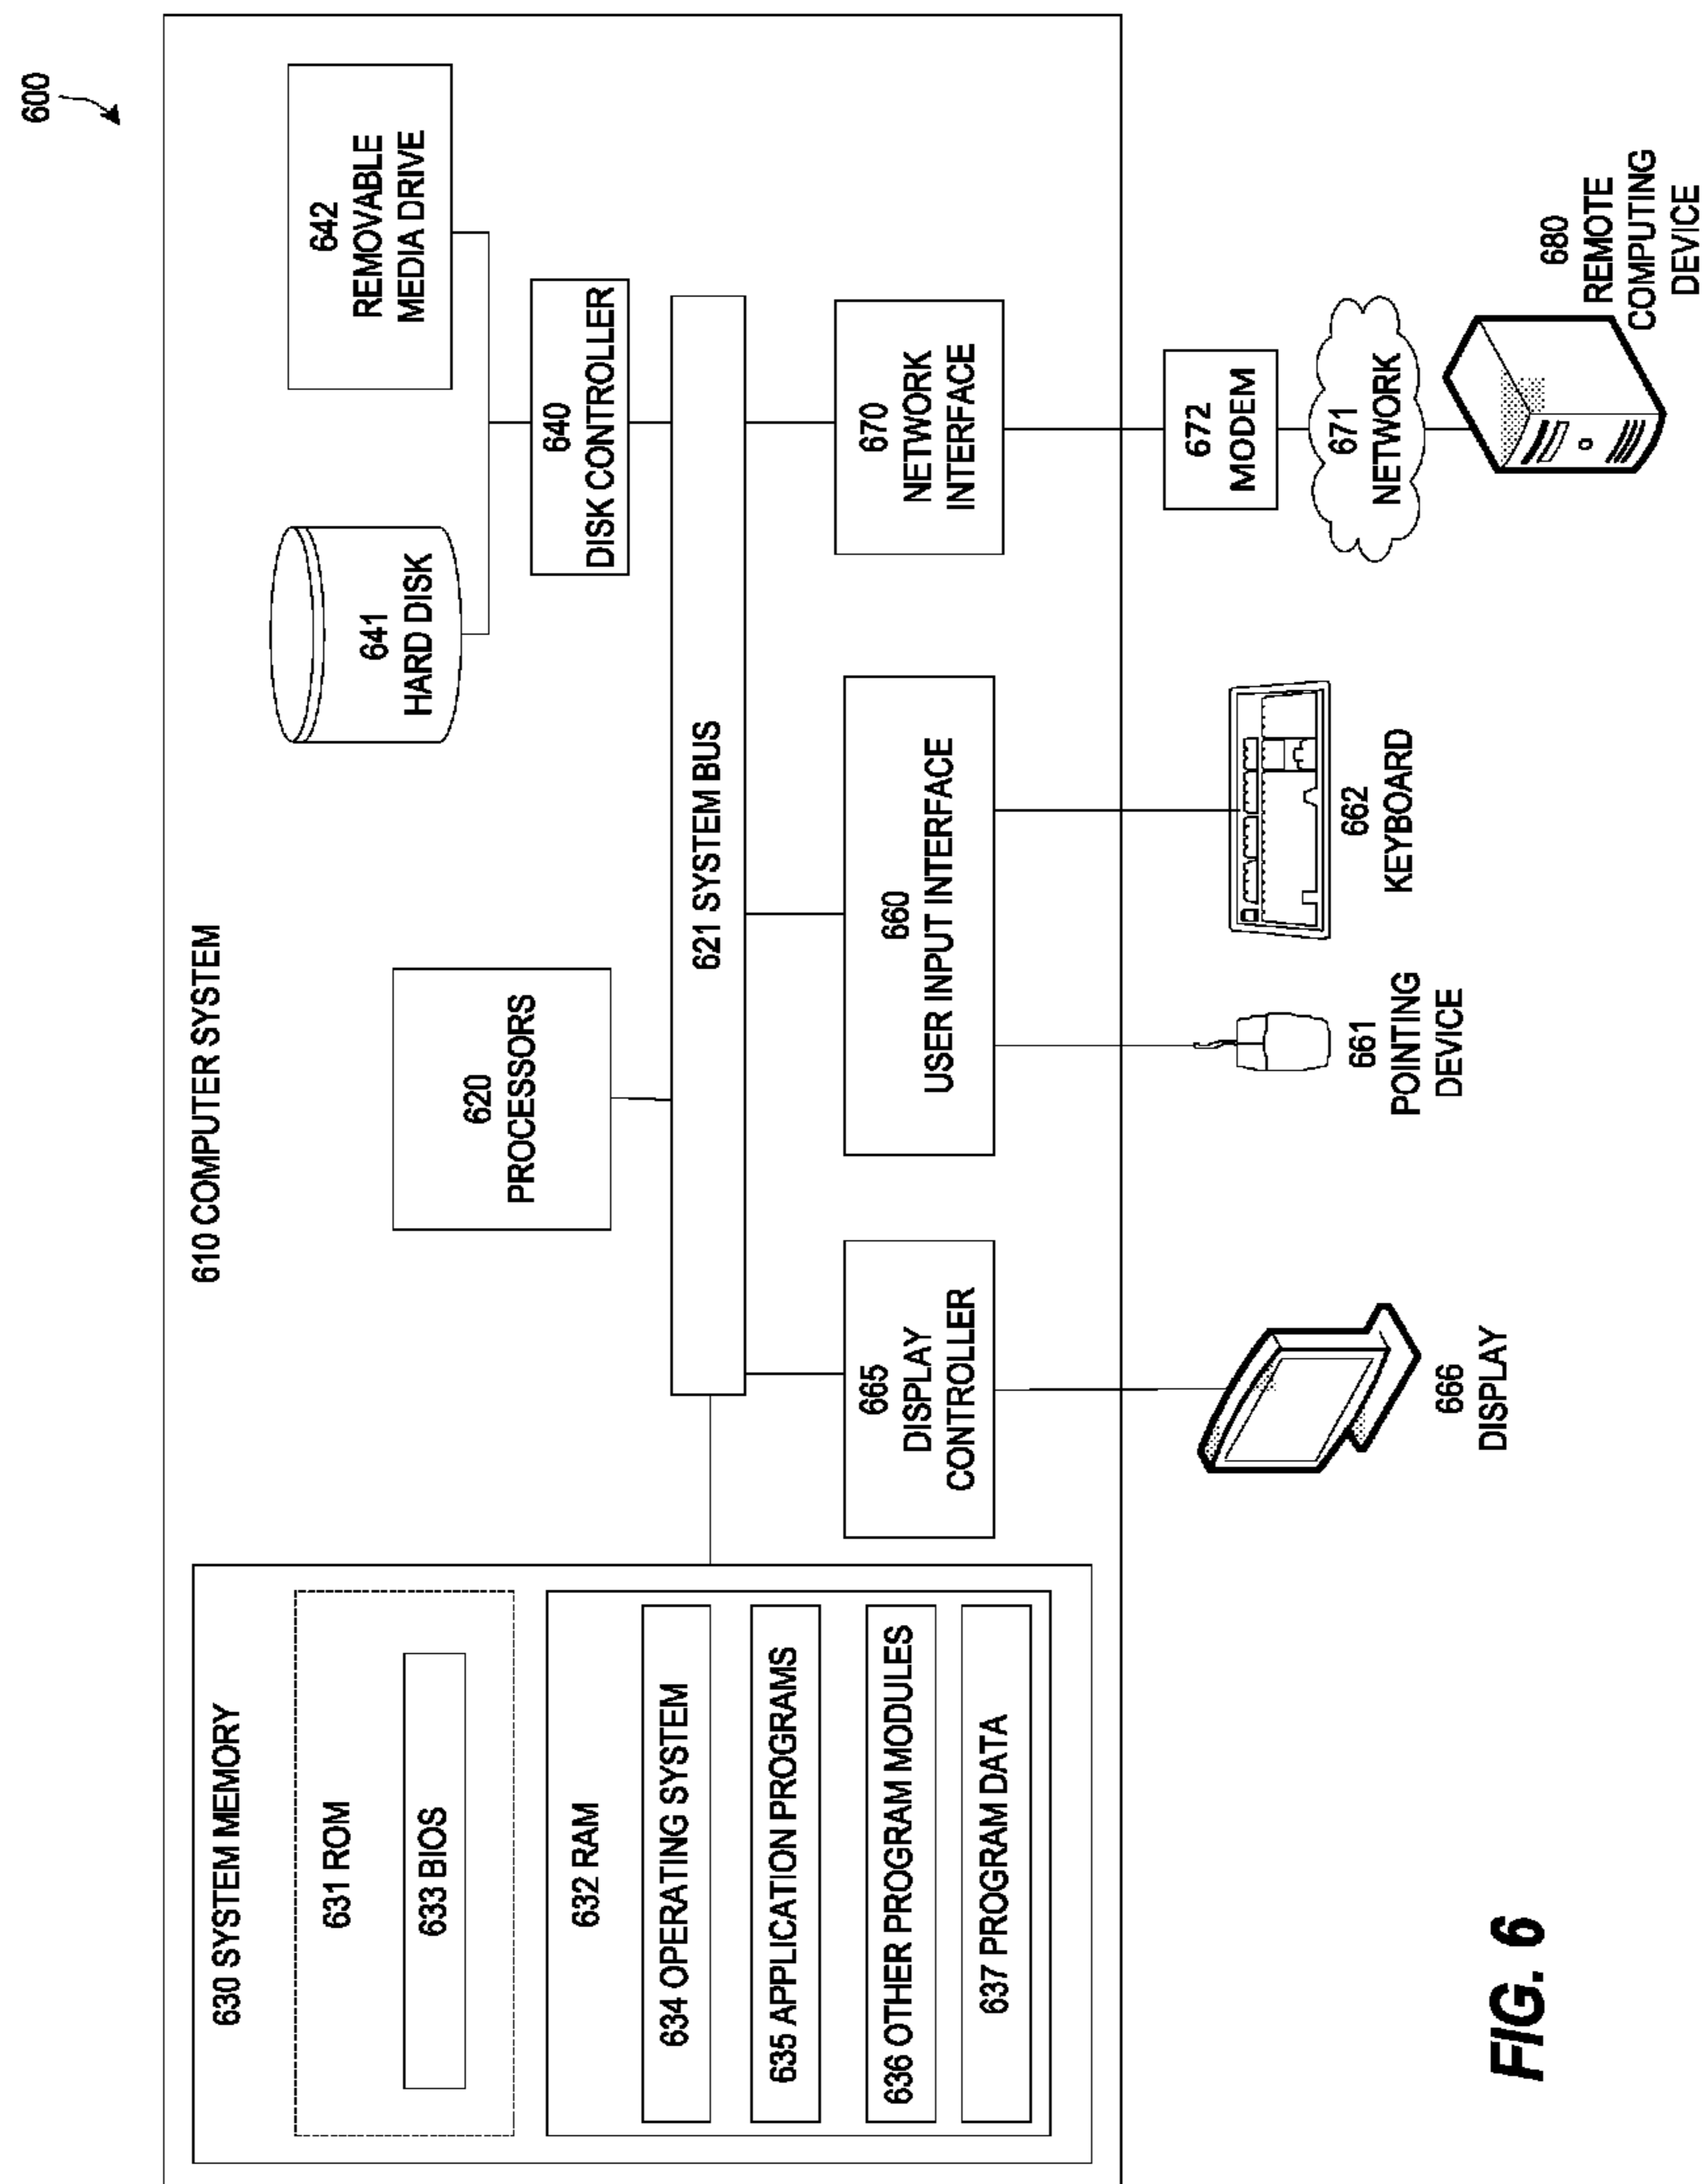 600
610 COMPUTER SYSTEM
630 SYSTEM MEMORY
631 ROM
633 BIOS
632 RAM
634 OPERATING SYSTEM
635 APPLICATION PROGRAMS
636 OTHER PROGRAM MODULES
637 PROGRAM DATA
620
PROCESSORS
641
HARD DISK
642
REMOVABLE
MEDIA DRIVE
640
DISK CONTROLLER
621 SYSTEM BUS
665
DISPLAY
CONTROLLER
660
USER INPUT INTERFACE
670
NETWORK
INTERFACE
666
DISPLAY
661
POINTING
DEVICE
662
KEYBOARD
672
MODEM
671
NETWORK
680
REMOTE
COMPUTING
DEVICE
FIG. 6